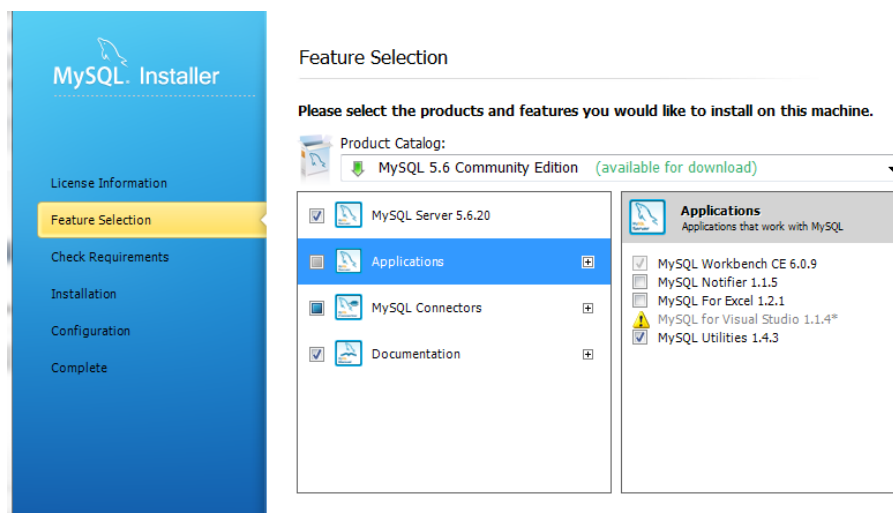 MySQL. Installer
License Information
Feature Selection
Check Requirements
Installation
Configuration
Complete
Feature Selection
Please select the products and features you would like to install on this machine.
Product Catalog:
MySQL 5.6 Community Edition (available for download)
MySQL Server 5.6.20
Applications
MySQL Connectors
Documentation
Applications
Applications that work with MySQL
MySQL Workbench CE 6.0.9
MySQL Notifier 1.1.5
MySQL For Excel 1.2.1
MySQL for Visual Studio 1.1.4*
MySQL Utilities 1.4.3